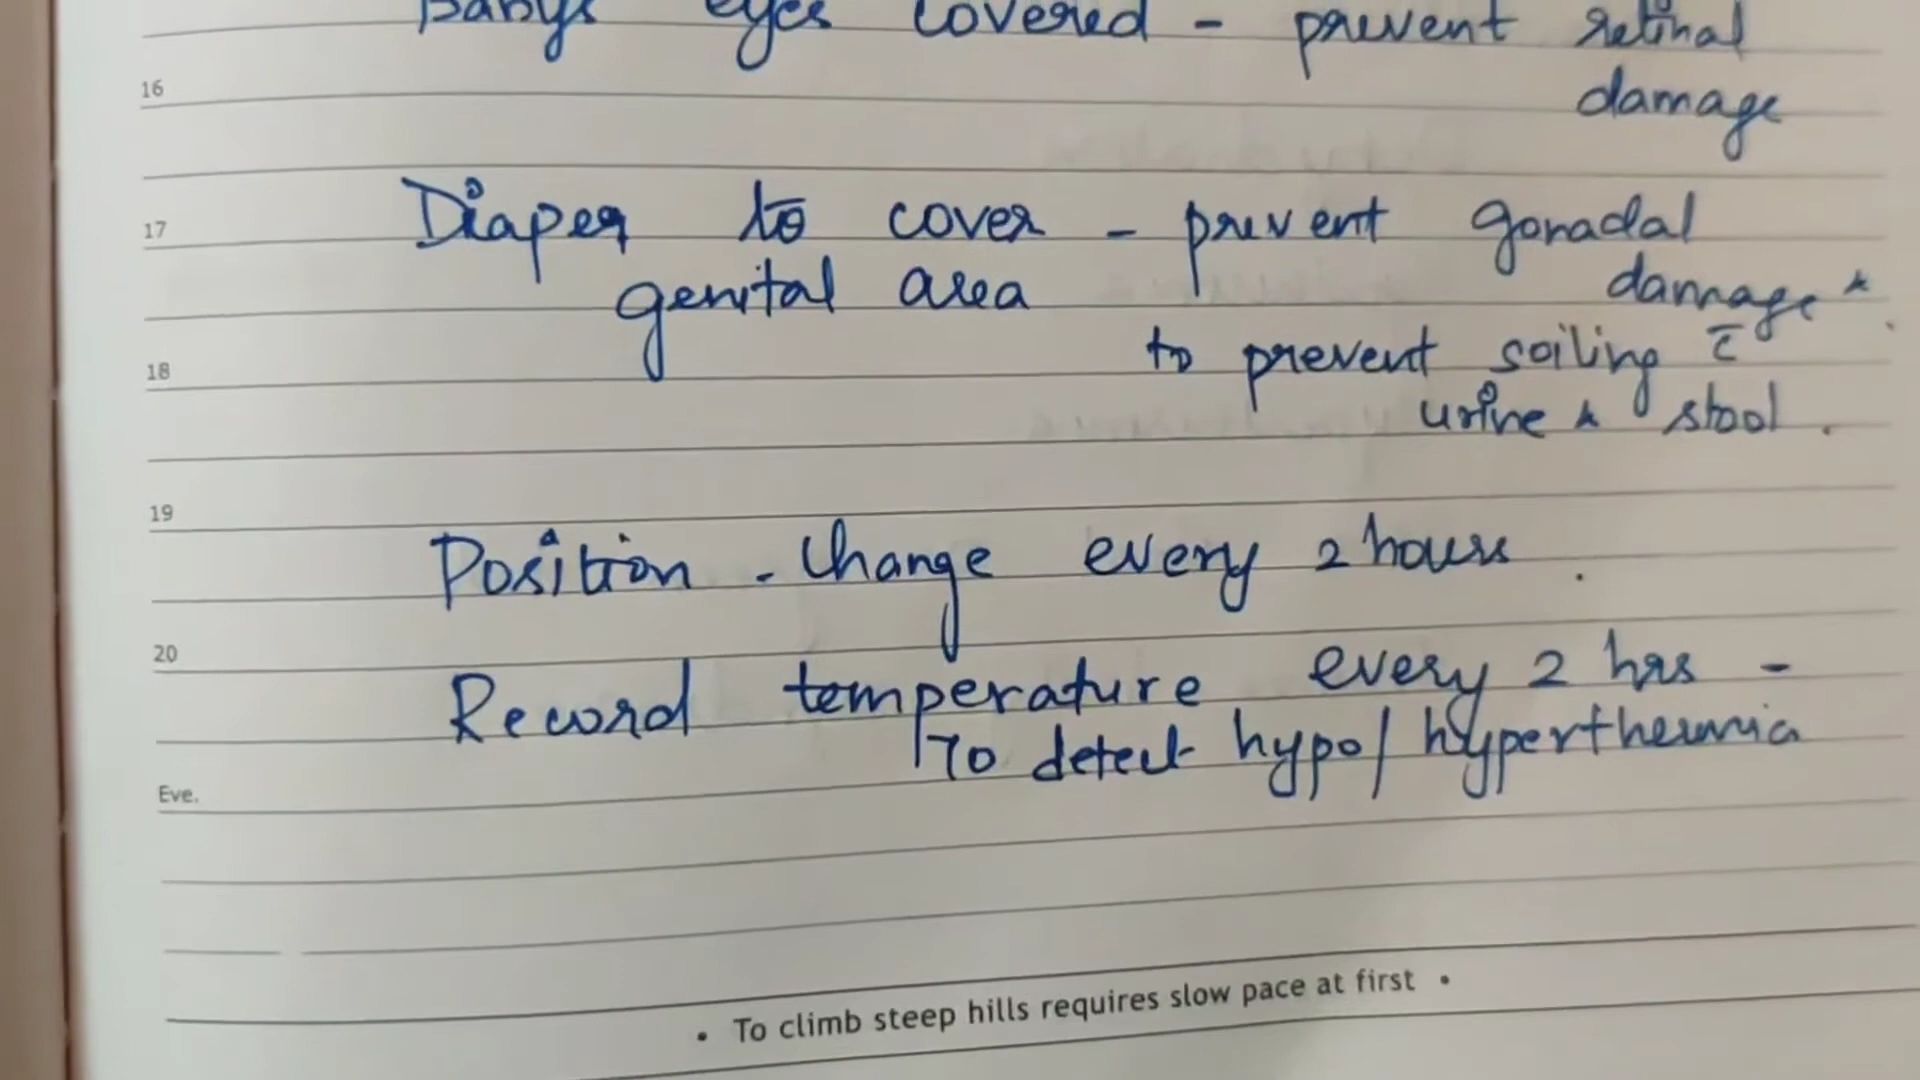 Babys eyes covered - prevent retinal
16
damage
17
Diaper to cover - prevent gonadal
genital area damage &
18
to prevent soiling c̄
urine & stool.
19
Position - Change every 2 hours.
20
Record temperature every 2 hrs -
To detect hypo/hyperthermia
Eve.
• To climb steep hills requires slow pace at first •